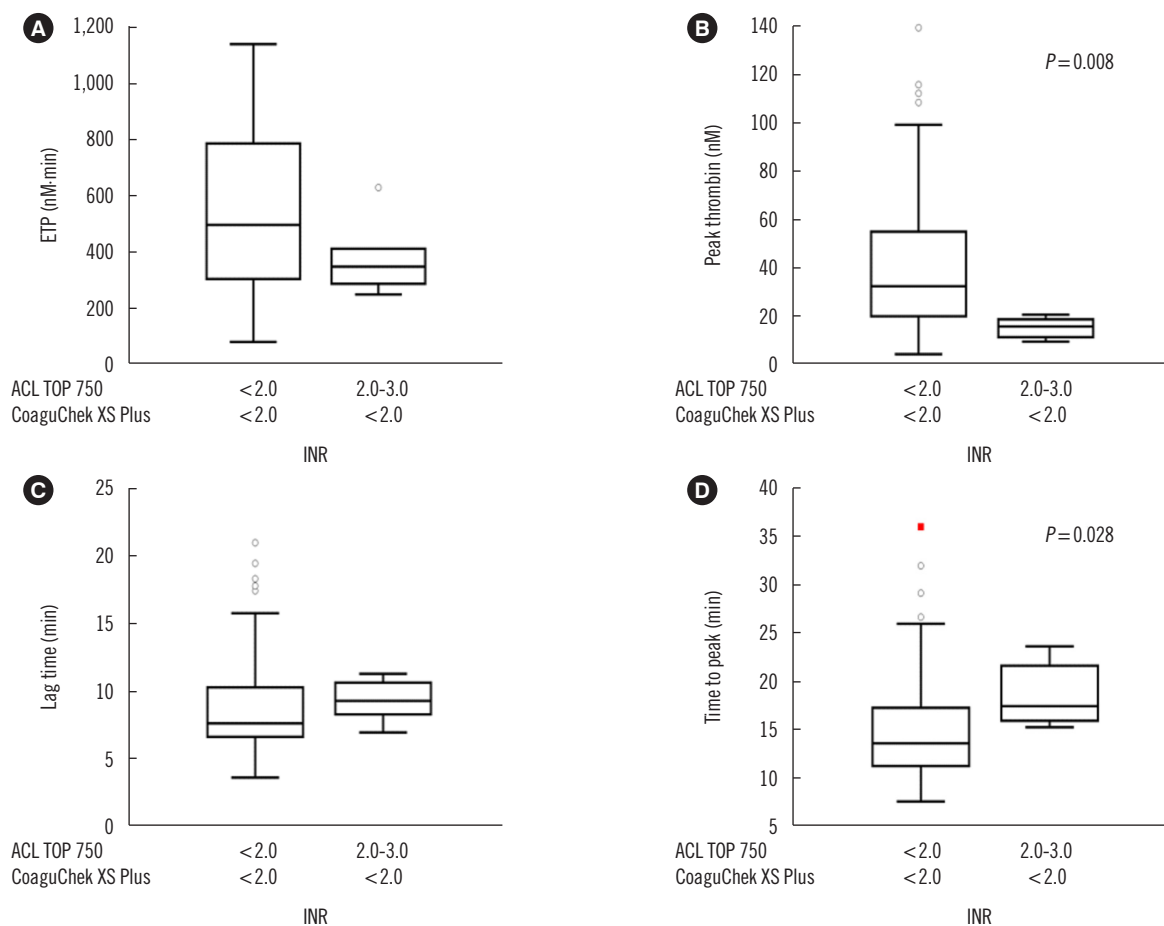 A
ETP (nM·min)
1,200
1,000
800
600
400
200
0
ACL TOP 750 <2.0 2.0-3.0
CoaguChek XS Plus <2.0 <2.0
INR
B
Peak thrombin (nM)
140
120
100
80
60
40
20
0
P=0.008
ACL TOP 750 <2.0 2.0-3.0
CoaguChek XS Plus <2.0 <2.0
INR
C
Lag time (min)
25
20
15
10
5
0
ACL TOP 750 <2.0 2.0-3.0
CoaguChek XS Plus <2.0 <2.0
INR
D
Time to peak (min)
40
35
30
25
20
15
10
5
P=0.028
ACL TOP 750 <2.0 2.0-3.0
CoaguChek XS Plus <2.0 <2.0
INR